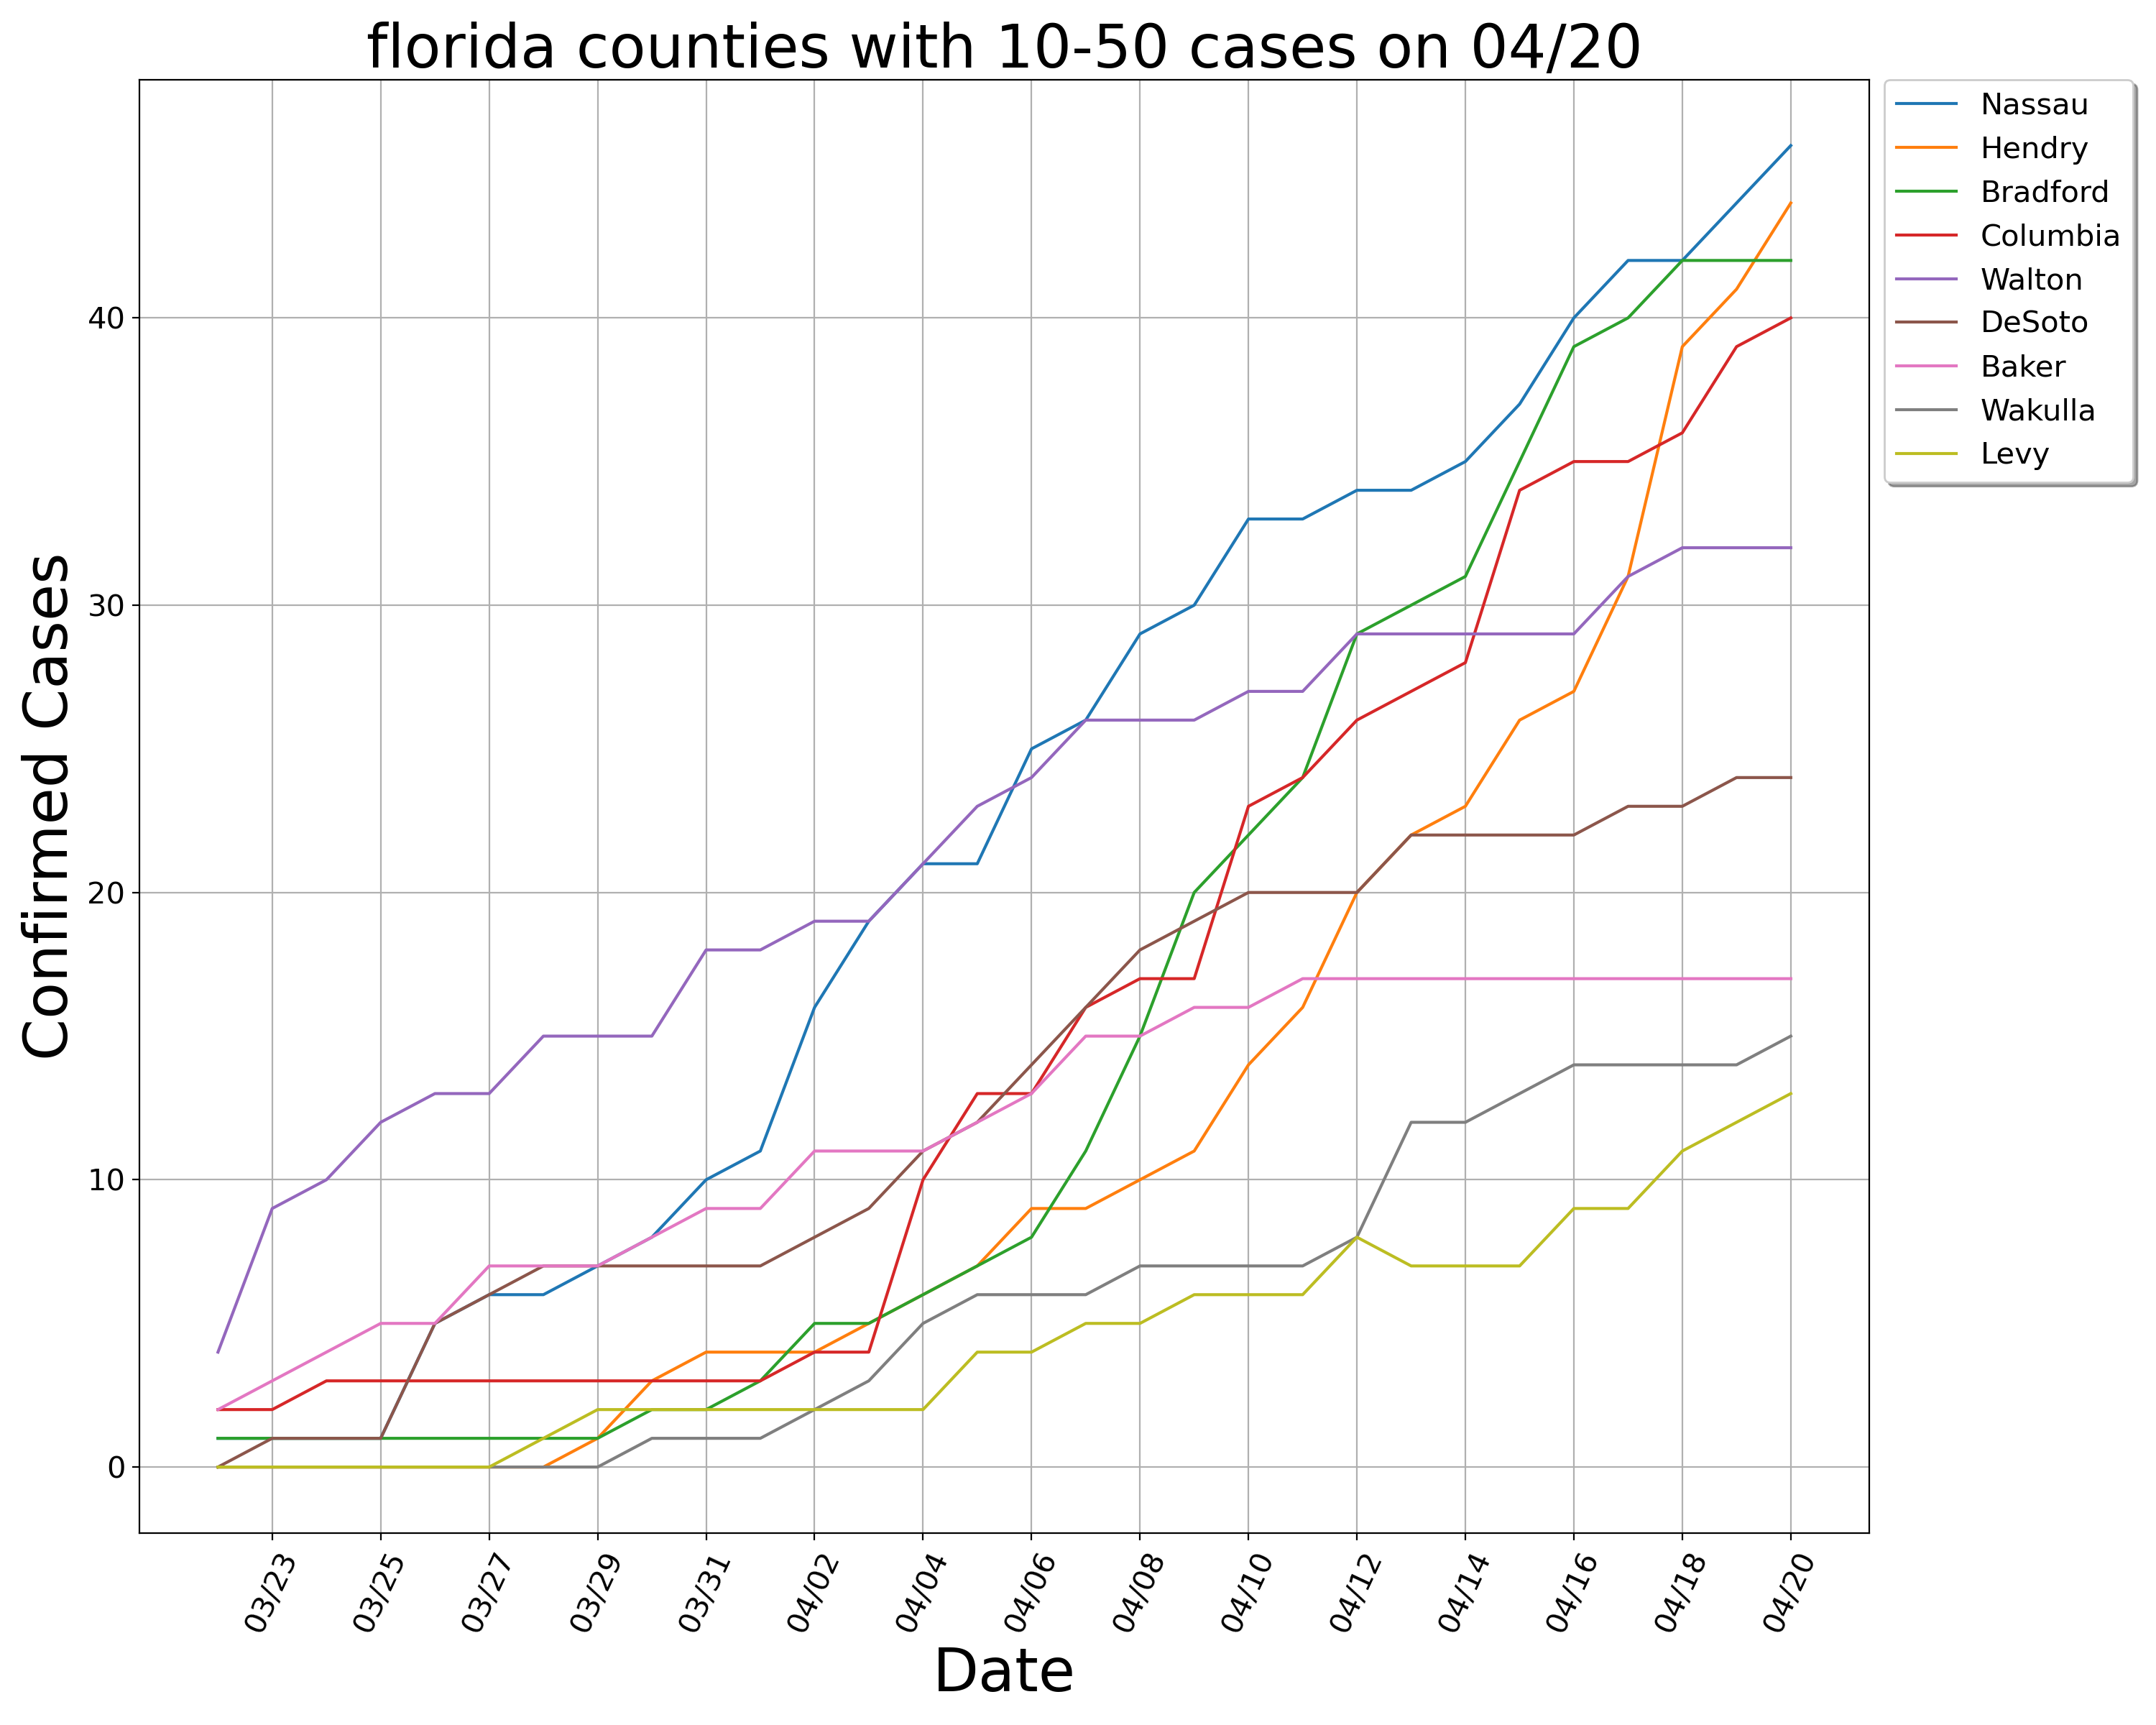 florida counties with 10-50 cases on 04/20
Nassau
Hendry
Bradford
Columbia
Walton
DeSoto
Baker
Wakulla
Levy
Confirmed Cases
40
30
20
10
0
03/23
03/25
03/27
03/29
03/31
04/02
04/04
04/06
04/08
04/10
04/12
04/14
04/16
04/18
04/20
Date